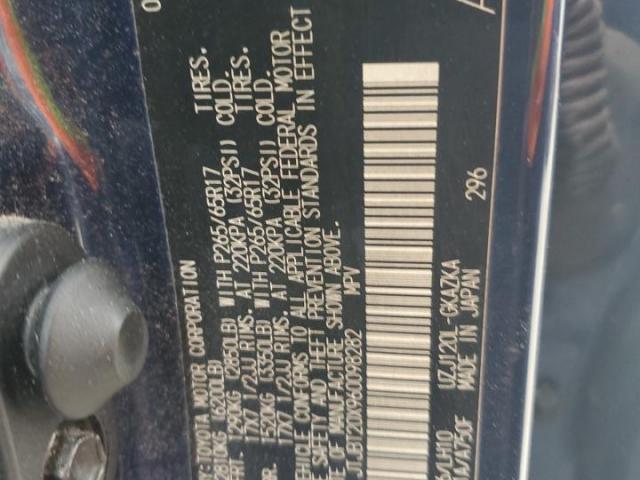 Y: TOYOTA MOTOR CORPORATION
2810KG (6200LB)
FRT. 1290KG (2850LB) WITH P265/65R17 TIRES.
17X7 1/2JJ RIMS. AT 220KPA (32PSI) COLD.
1520KG (3350LB) WITH P265/65R17 TIRES.
17X7 1/2JJ RIMS. AT 220KPA (32PSI) COLD.
VEHICLE CONFORMS TO ALL APPLICABLE FEDERAL MOTOR
SAFETY AND THEFT PREVENTION STANDARDS IN EFFECT
OF MANUFACTURE SHOWN ABOVE.
JTJBT20X960098282 MPV
/LH10 UZJ120L-GKAZKA
A/A750F MADE IN JAPAN
296